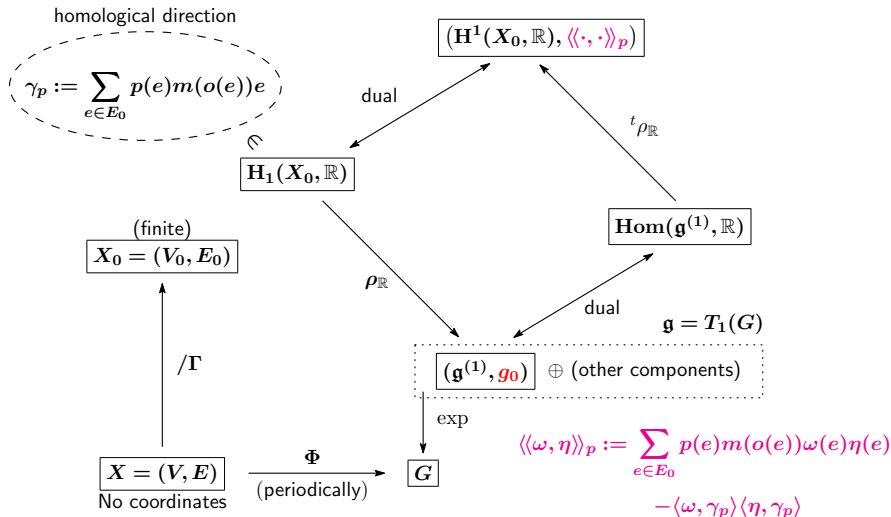 homological direction
γ_p := ∑_{e∈E_0} p(e)m(o(e))e
(H^1(X_0, ℝ), ⟪·, ·⟫_p)
dual
^tρ_ℝ
∈
H_1(X_0, ℝ)
(finite)
X_0 = (V_0, E_0)
Hom(𝔤^{(1)}, ℝ)
ρ_ℝ
dual
𝔤 = T_1(G)
/Γ
(𝔤^{(1)}, g_0) ⊕ (other components)
exp
⟪ω, η⟫_p := ∑_{e∈E_0} p(e)m(o(e))ω(e)η(e)
−⟨ω, γ_p⟩⟨η, γ_p⟩
X = (V, E)
Φ
(periodically)
G
No coordinates